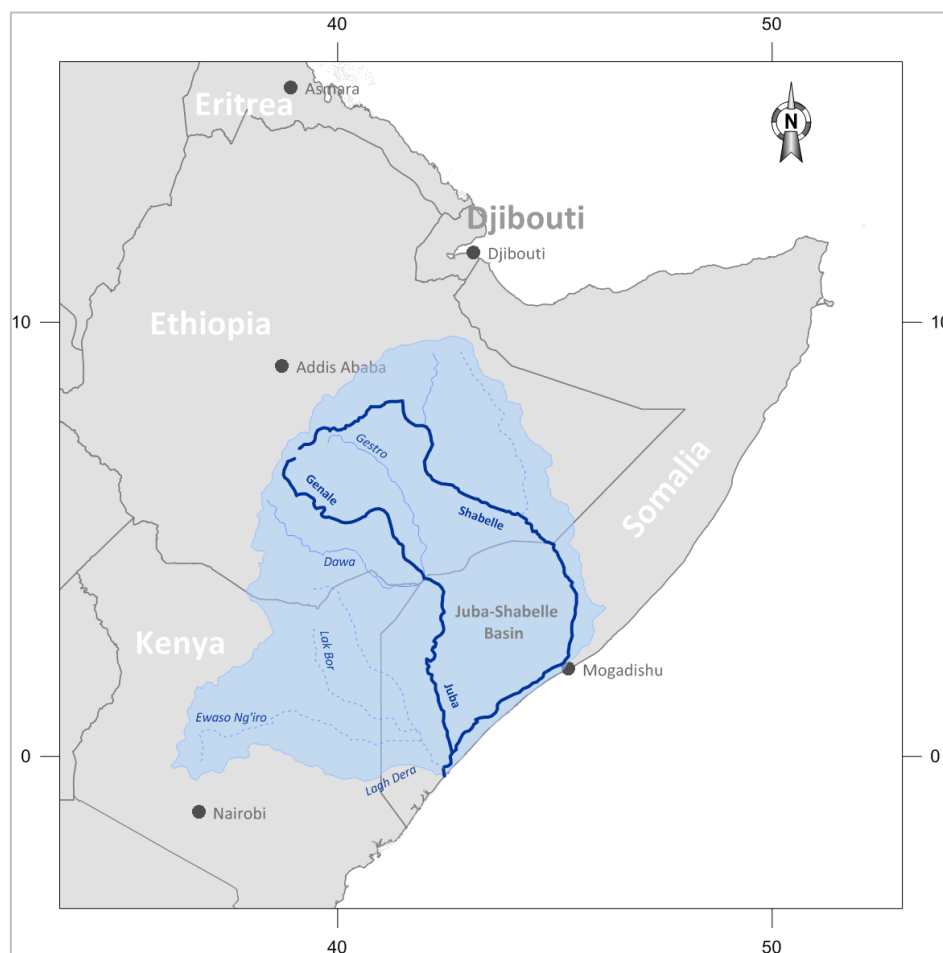 40
50
Asmara
Eritrea
N
Djibouti
Djibouti
10
10
Ethiopia
Addis Ababa
Gestro
Genale
Shabelle
Somalia
Dawa
Juba-Shabelle
Basin
Kenya
Lak Bor
Mogadishu
Juba
Ewaso Ng'iro
0
0
Lagh Dera
Nairobi
40
50